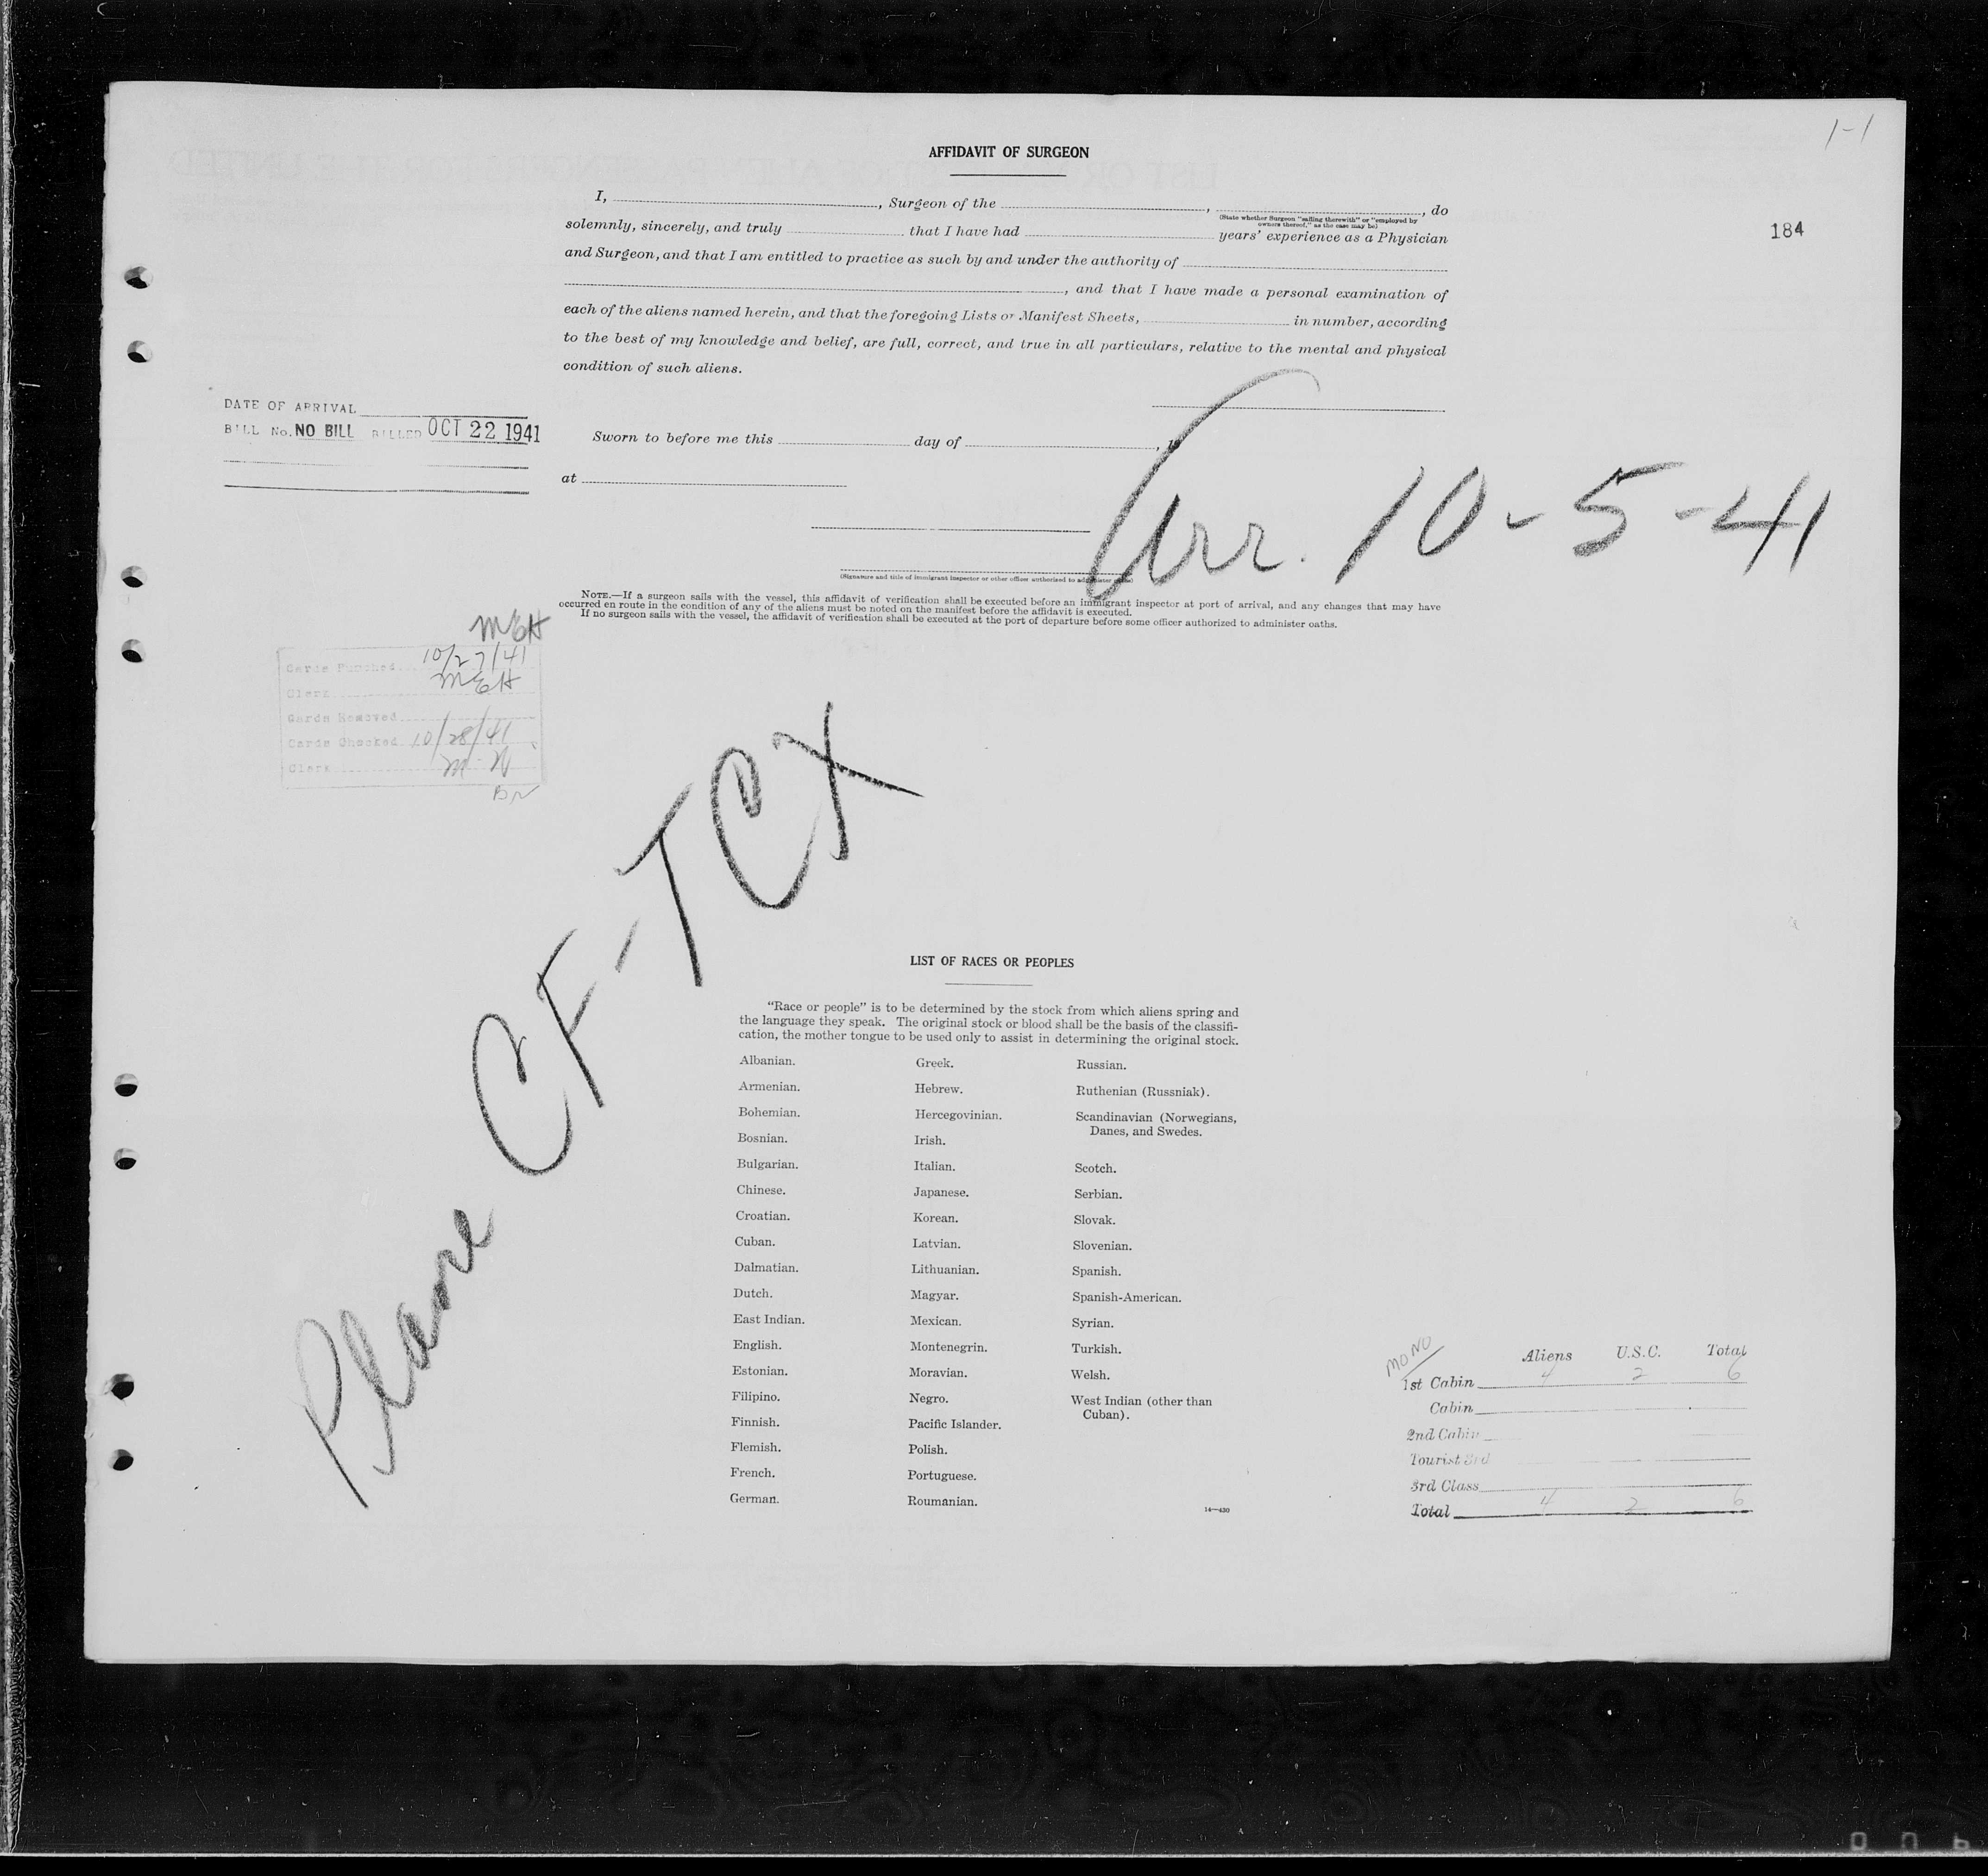 1-1
184
AFFIDAVIT OF SURGEON
I, , Surgeon of the , , do
(State whether Surgeon "sailing therewith" or "employed by
owners thereof," as the case may be)
solemnly, sincerely, and truly that I have had years' experience as a Physician
and Surgeon, and that I am entitled to practice as such by and under the authority of
, and that I have made a personal examination of
each of the aliens named herein, and that the foregoing Lists or Manifest Sheets, in number, according
to the best of my knowledge and belief, are full, correct, and true in all particulars, relative to the mental and physical
condition of such aliens.
DATE OF ARRIVAL
BILL No. NO BILL BILLED OCT 22 1941
Sworn to before me this day of , 19
at
Arr. 10-5-41
(Signature and title of immigrant inspector or other officer authorized to administer
NOTE.—If a surgeon sails with the vessel, this affidavit of verification shall be executed before an immigrant inspector at port of arrival, and any changes that may have
occurred en route in the condition of any of the aliens must be noted on the manifest before the affidavit is executed.
If no surgeon sails with the vessel, the affidavit of verification shall be executed at the port of departure before some officer authorized to administer oaths.
MEH
Cards Punched 10/27/41
Clerk MEH
Cards Removed
Cards Checked 10/28/41
Clerk
Plane CF-TCX
LIST OF RACES OR PEOPLES
"Race or people" is to be determined by the stock from which aliens spring and
the language they speak. The original stock or blood shall be the basis of the classifi-
cation, the mother tongue to be used only to assist in determining the original stock.
Albanian.
Armenian.
Bohemian.
Bosnian.
Bulgarian.
Chinese.
Croatian.
Cuban.
Dalmatian.
Dutch.
East Indian.
English.
Estonian.
Filipino.
Finnish.
Flemish.
French.
German.
Greek.
Hebrew.
Hercegovinian.
Irish.
Italian.
Japanese.
Korean.
Latvian.
Lithuanian.
Magyar.
Mexican.
Montenegrin.
Moravian.
Negro.
Pacific Islander.
Polish.
Portuguese.
Roumanian.
Russian.
Ruthenian (Russniak).
Scandinavian (Norwegians,
Danes, and Swedes.
Scotch.
Serbian.
Slovak.
Slovenian.
Spanish.
Spanish-American.
Syrian.
Turkish.
Welsh.
West Indian (other than
Cuban).
14—430
MONO
Aliens U.S.C. Total
1st Cabin 4 2 6
Cabin
2nd Cabin
Tourist 3rd
3rd Class
Total 4 2 6